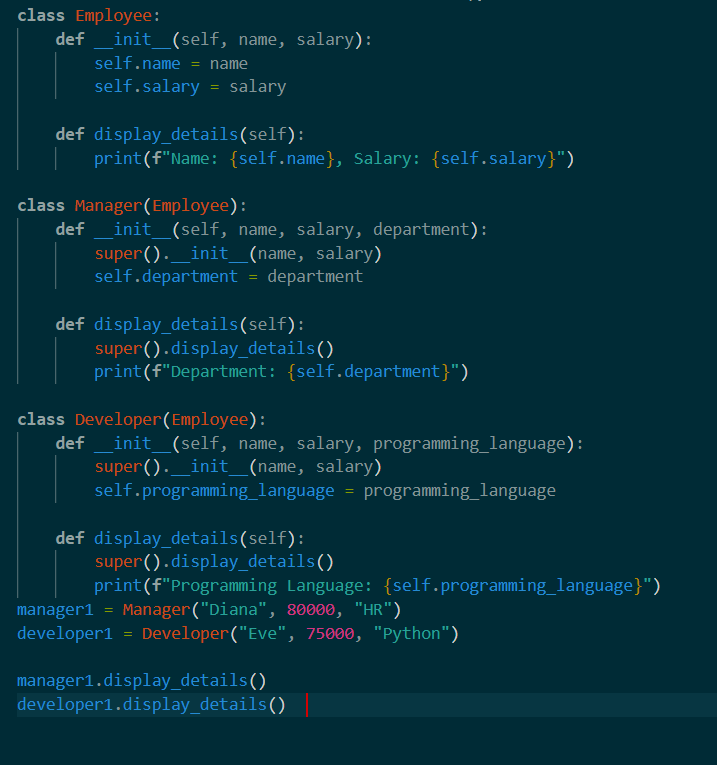 class Employee:
    def __init__(self, name, salary):
        self.name = name
        self.salary = salary

    def display_details(self):
        print(f"Name: {self.name}, Salary: {self.salary}")

class Manager(Employee):
    def __init__(self, name, salary, department):
        super().__init__(name, salary)
        self.department = department

    def display_details(self):
        super().display_details()
        print(f"Department: {self.department}")

class Developer(Employee):
    def __init__(self, name, salary, programming_language):
        super().__init__(name, salary)
        self.programming_language = programming_language

    def display_details(self):
        super().display_details()
        print(f"Programming Language: {self.programming_language}")
manager1 = Manager("Diana", 80000, "HR")
developer1 = Developer("Eve", 75000, "Python")

manager1.display_details()
developer1.display_details()